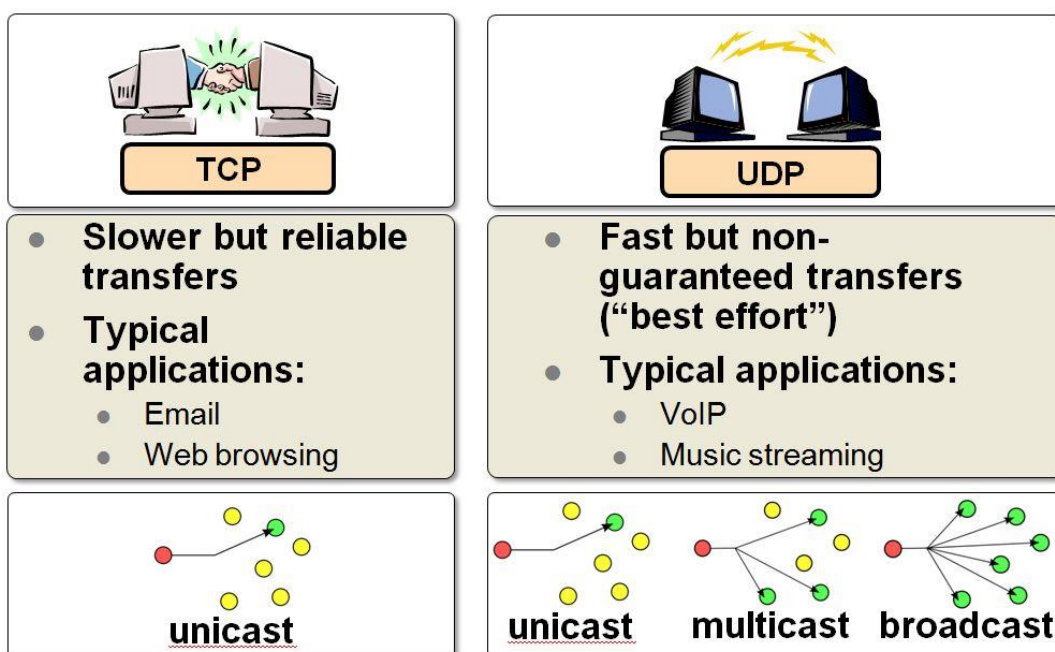 TCP
UDP
Slower but reliable
transfers
Typical
applications:
Email
Web browsing
Fast but non-
guaranteed transfers
(“best effort”)
Typical applications:
VoIP
Music streaming
unicast
unicast
multicast
broadcast